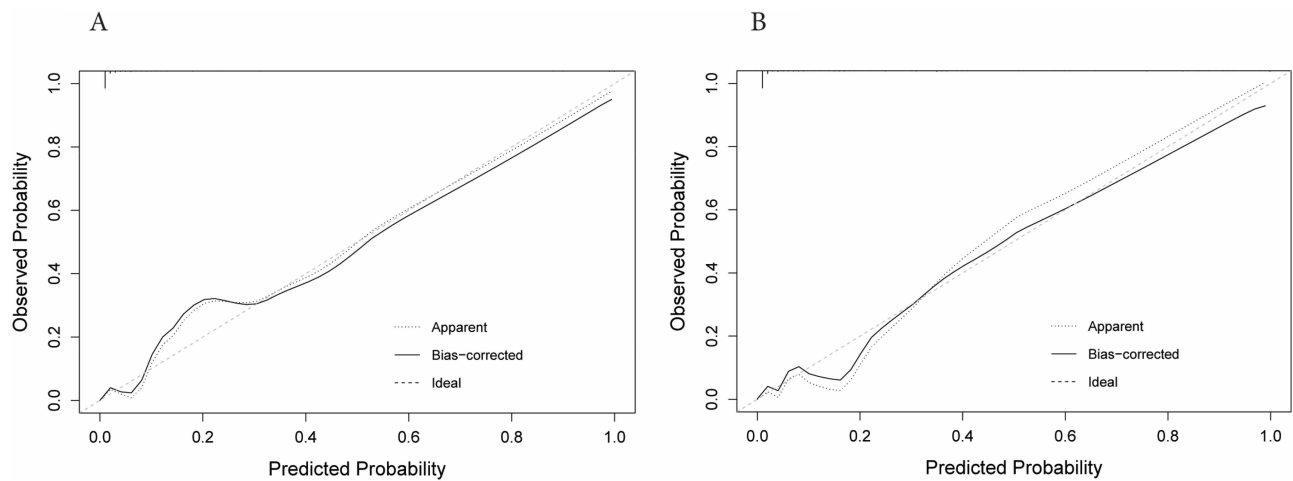 A
Observed Probability
1.0
0.8
0.6
0.4
0.2
0.0
Apparent
Bias−corrected
Ideal
0.0 0.2 0.4 0.6 0.8 1.0
Predicted Probability
B
Observed Probability
1.0
0.8
0.6
0.4
0.2
0.0
Apparent
Bias−corrected
Ideal
0.0 0.2 0.4 0.6 0.8 1.0
Predicted Probability